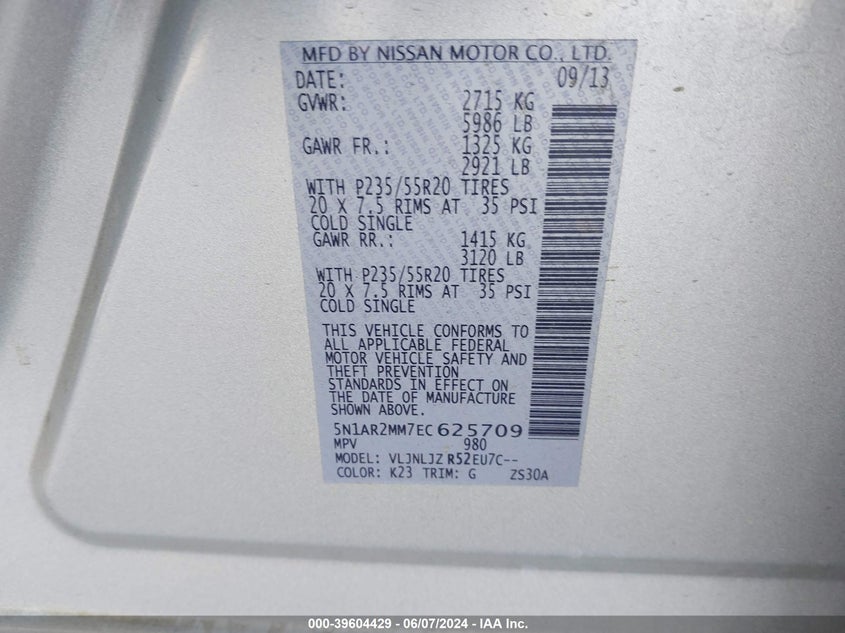 MFD BY NISSAN MOTOR CO., LTD.
DATE: 09/13
GVWR: 2715 KG
5986 LB
GAWR FR.: 1325 KG
2921 LB
WITH P235/55R20 TIRES
20 X 7.5 RIMS AT 35 PSI
COLD SINGLE
GAWR RR.: 1415 KG
3120 LB
WITH P235/55R20 TIRES
20 X 7.5 RIMS AT 35 PSI
COLD SINGLE
THIS VEHICLE CONFORMS TO
ALL APPLICABLE FEDERAL
MOTOR VEHICLE SAFETY AND
THEFT PREVENTION
STANDARDS IN EFFECT ON
THE DATE OF MANUFACTURE
SHOWN ABOVE.
5N1AR2MM7EC 625709
MPV 980
MODEL: VLJNLJZ R52EU7C--
COLOR: K23 TRIM: G ZS30A
000-39604429 - 06/07/2024 - IAA Inc.